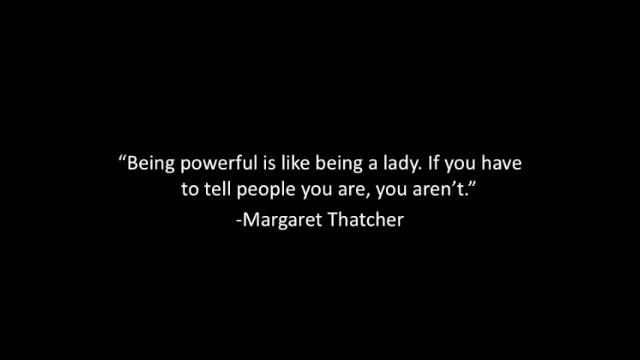 “Being powerful is like being a lady. If you have
to tell people you are, you aren’t.”
-Margaret Thatcher